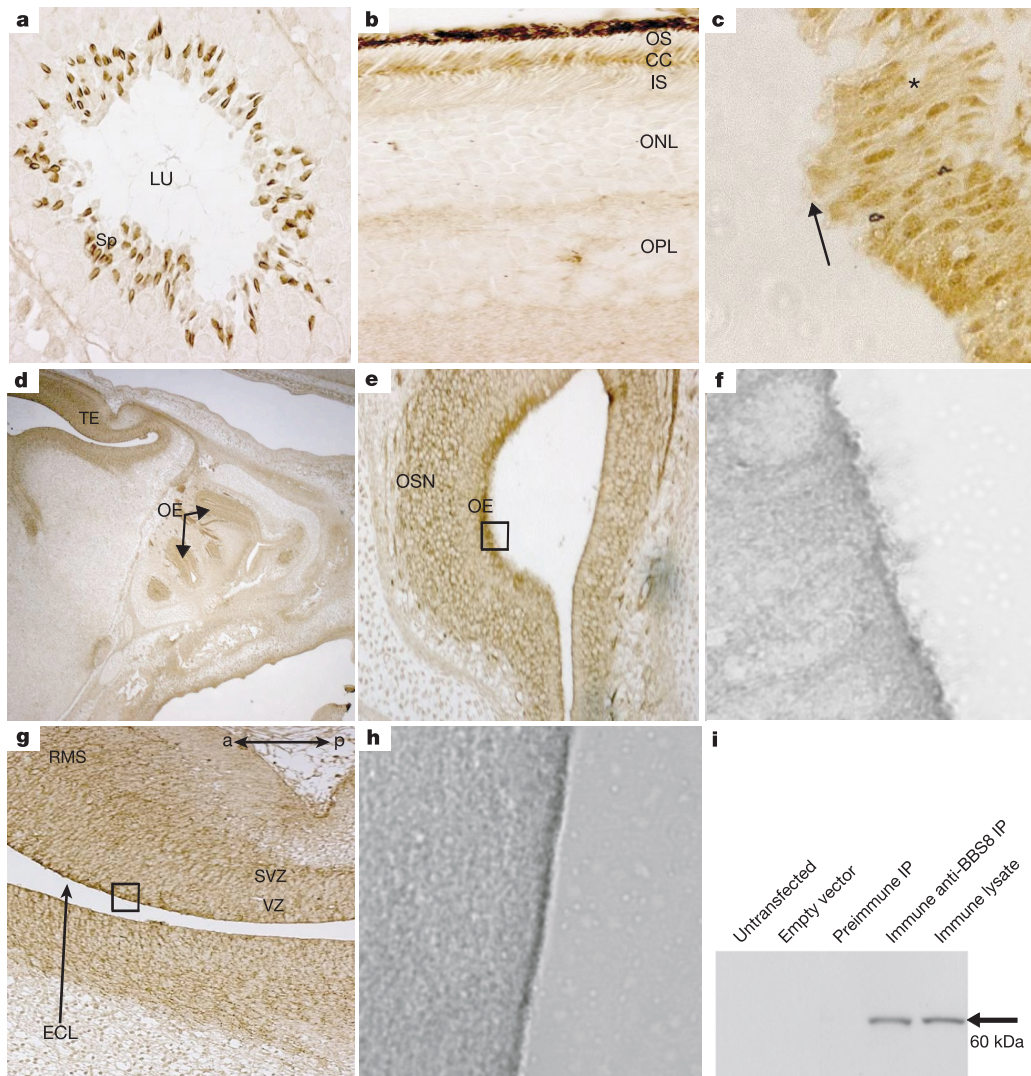 a
LU
Sp
b
OS
CC
IS
ONL
OPL
c
*
d
TE
OE
e
OSN
OE
f
g
a
p
RMS
SVZ
VZ
ECL
h
i
Untransfected
Empty vector
Preimmune IP
Immune anti-BBS8 IP
Immune lysate
60 kDa